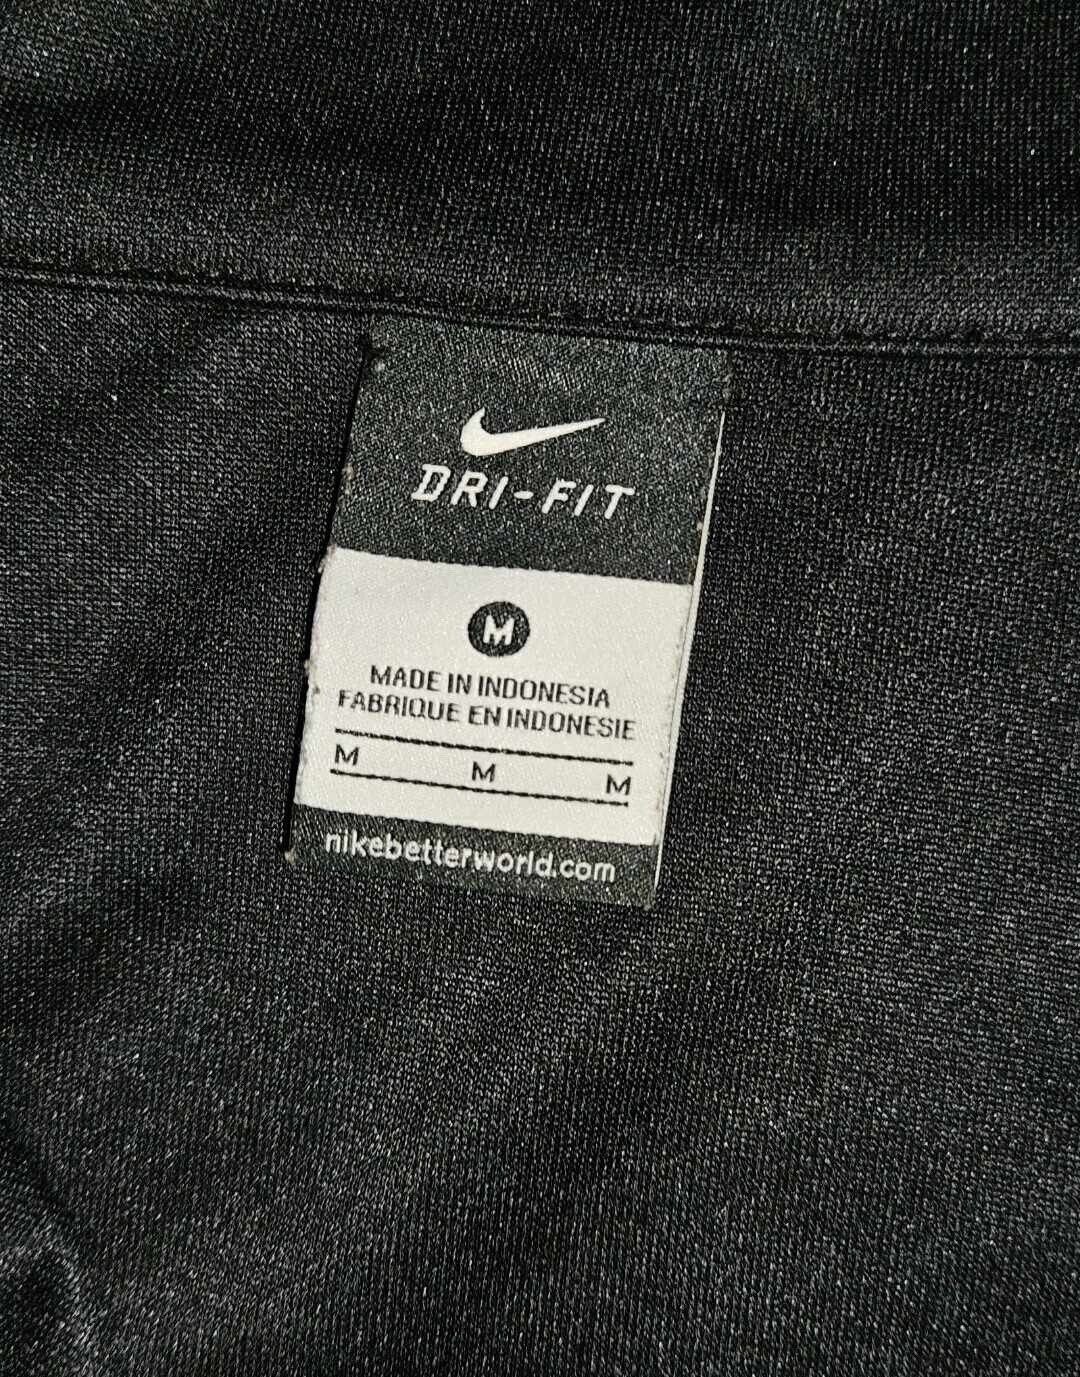 DRI-FIT
M
MADE IN INDONESIA
FABRIQUE EN INDONESIE
M M M
nikebetterworld.com